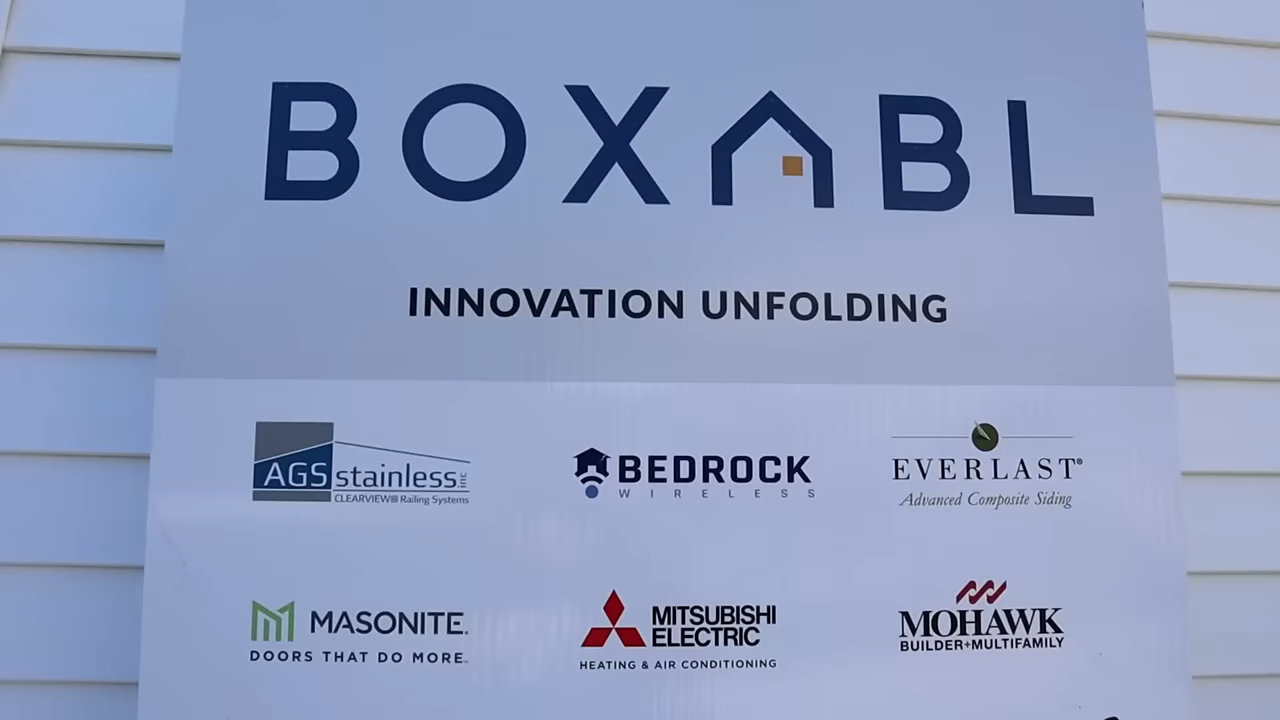 BOXABL
INNOVATION UNFOLDING
AGS stainless inc
CLEARVIEW® Railing Systems
BEDROCK
WIRELESS
EVERLAST®
Advanced Composite Siding
MASONITE.
DOORS THAT DO MORE.™
MITSUBISHI
ELECTRIC
HEATING & AIR CONDITIONING
MOHAWK
BUILDER+MULTIFAMILY